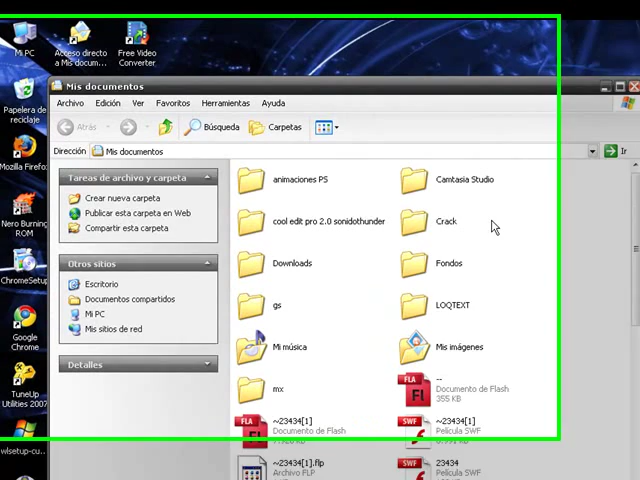 Mi PC
Acceso directo
a Mis docum...
Free Video
Converter
Papelera de
reciclaje
Mozilla Firefox
Nero Burning
ROM
ChromeSetup
Google
Chrome
TuneUp
Utilities 2007
wlsetup-cu...
Mis documentos
Archivo Edición Ver Favoritos Herramientas Ayuda
Atrás Búsqueda Carpetas
Dirección Mis documentos Ir
Tareas de archivo y carpeta
Crear nueva carpeta
Publicar esta carpeta en Web
Compartir esta carpeta
Otros sitios
Escritorio
Documentos compartidos
Mi PC
Mis sitios de red
Detalles
animaciones PS
Camtasia Studio
cool edit pro 2.0 sonidothunder
Crack
Downloads
Fondos
gs
LOQTEXT
Mi música
Mis imágenes
mx
--
Documento de Flash
355 KB
~23434[1]
Documento de Flash
~23434[1]
Película SWF
~23434[1].flp
Archivo FLP
23434
Película SWF